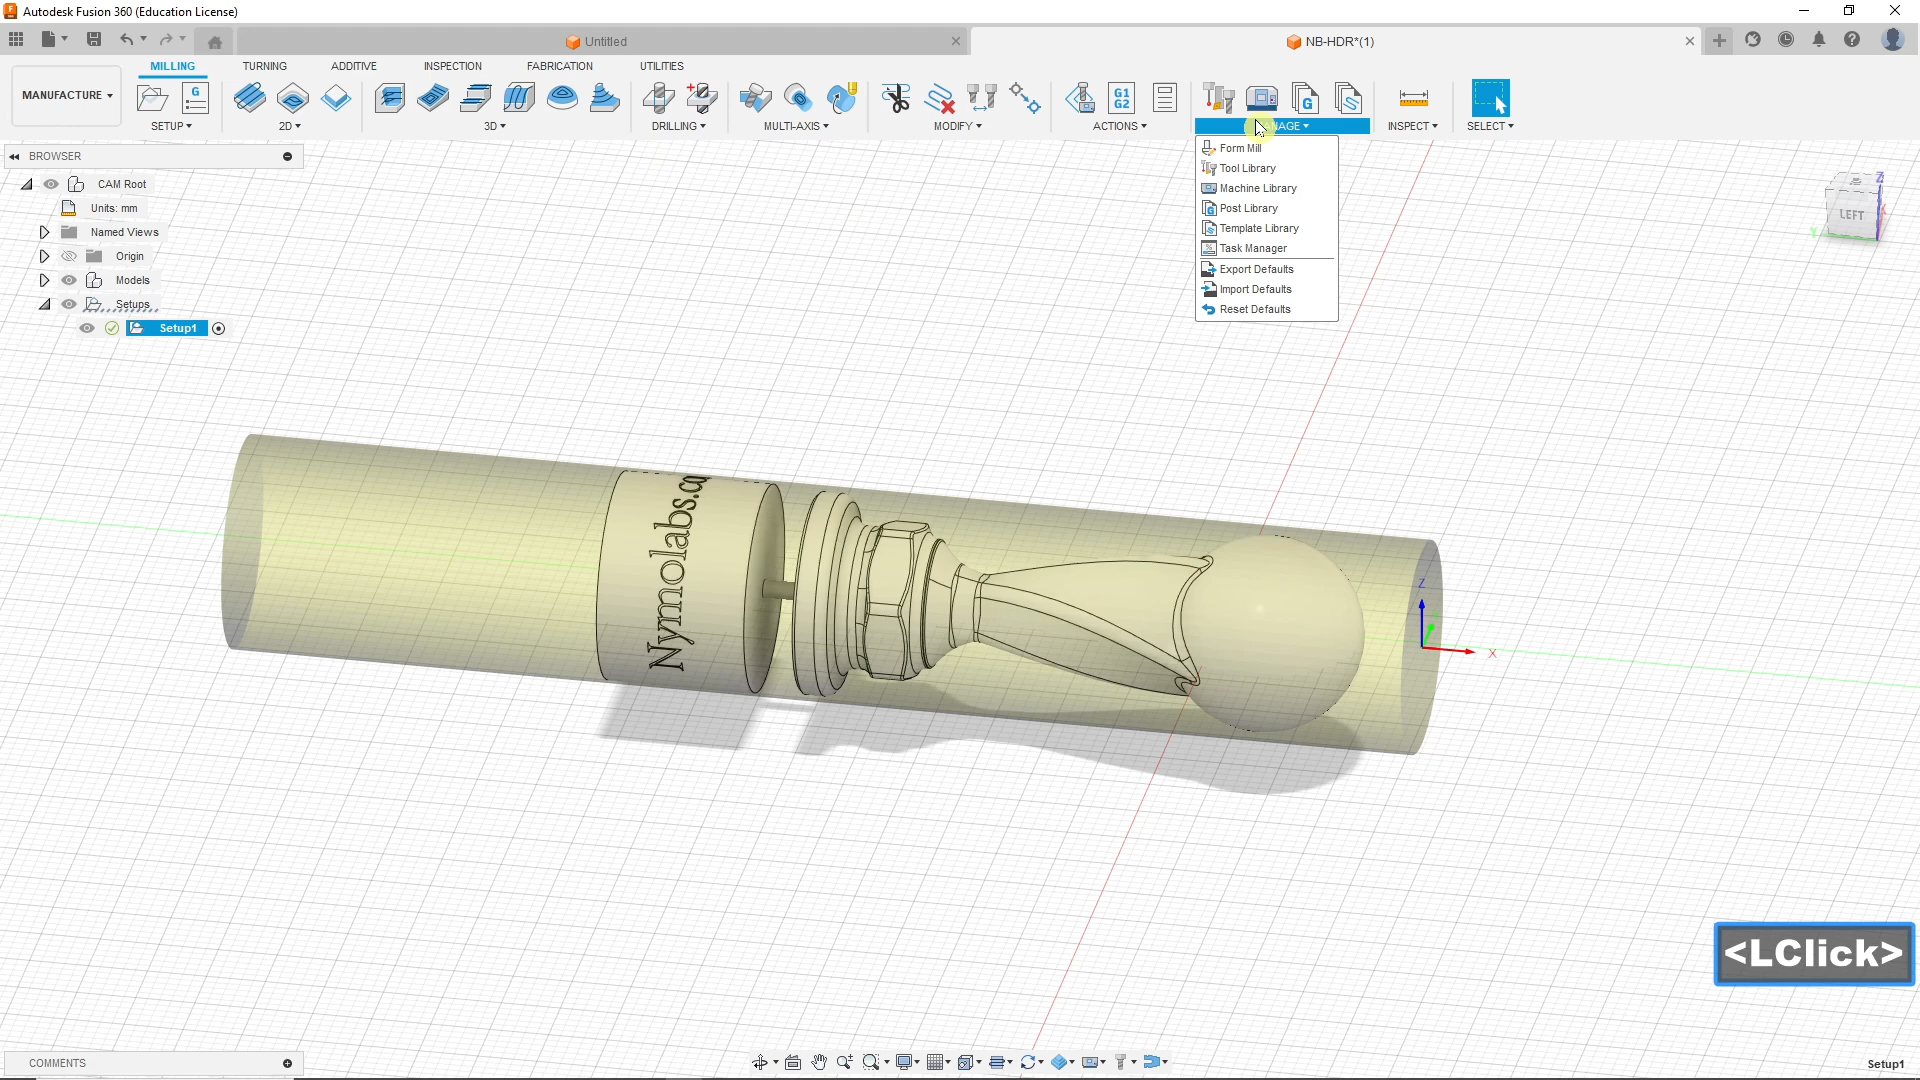 Autodesk Fusion 360 (Education License)
Untitled
NB-HDR*(1)
MILLING
TURNING
ADDITIVE
INSPECTION
FABRICATION
UTILITIES
MANUFACTURE
SETUP
2D
3D
DRILLING
MULTI-AXIS
MODIFY
G1
G2
ACTIONS
INSPECT
SELECT
BROWSER
CAM Root
Units: mm
Named Views
Origin
Models
Setups
Setup1
Form Mill
Tool Library
Machine Library
Post Library
Template Library
Task Manager
Export Defaults
Import Defaults
Reset Defaults
LEFT
Z
Y
Z
X
<LClick>
COMMENTS
Setup1